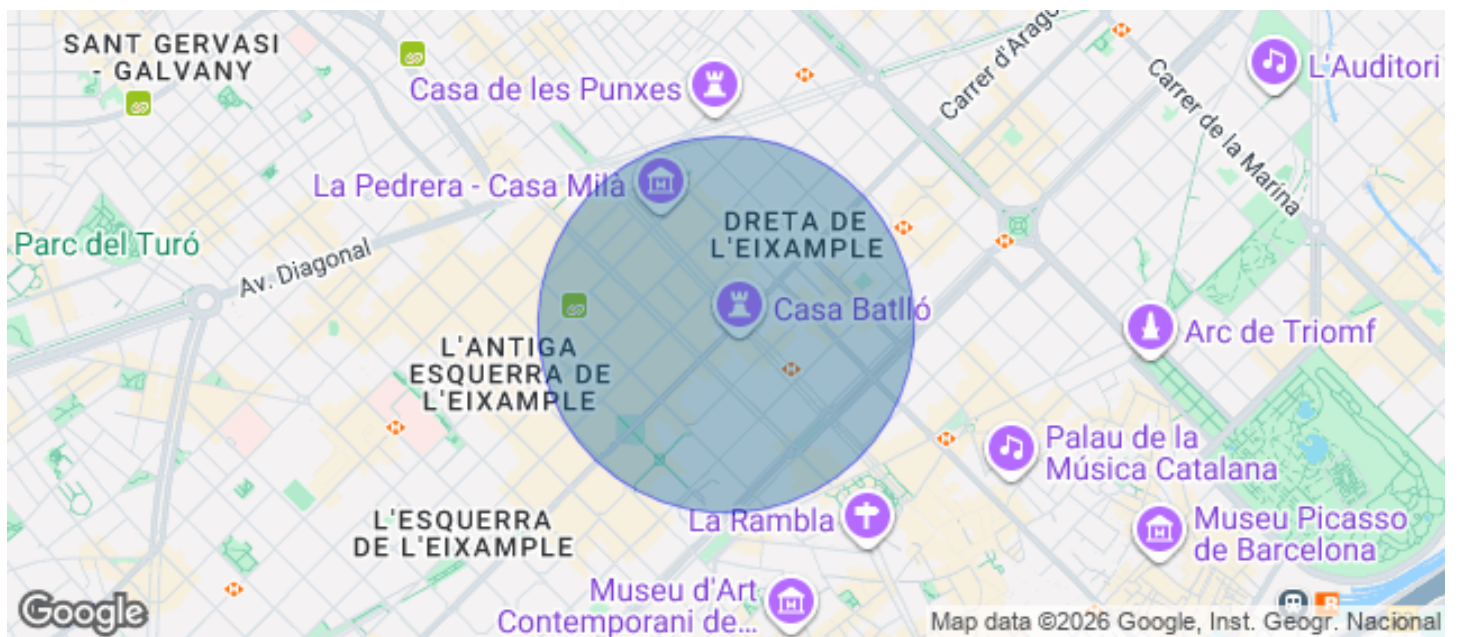 SANT GERVASI
- GALVANY
Casa de les Punxes
Carrer d'Arago
L'Auditori
Carrer de la Marina
La Pedrera - Casa Milà
DRETA DE
L'EIXAMPLE
Parc del Turó
Av. Diagonal
Casa Batlló
Arc de Triomf
L'ANTIGA
ESQUERRA DE
L'EIXAMPLE
Palau de la
Música Catalana
La Rambla
L'ESQUERRA
DE L'EIXAMPLE
Museu Picasso
de Barcelona
Museu d'Art
Contemporani de...
Google
Map data ©2026 Google, Inst. Geogr. Nacional